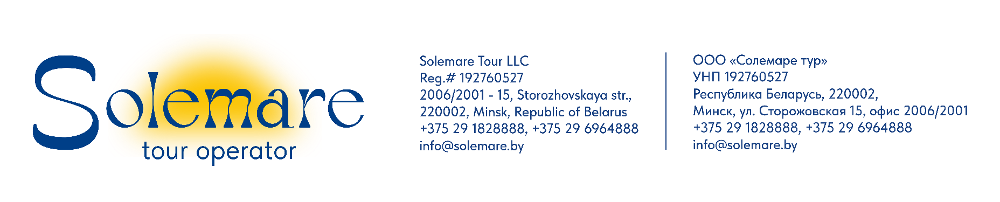 Solemare
tour operator
Solemare Tour LLC
Reg.# 192760527
2006/2001 - 15, Storozhovskaya str.,
220002, Minsk, Republic of Belarus
+375 29 1828888, +375 29 6964888
info@solemare.by
ООО «Солемаре тур»
УНП 192760527
Республика Беларусь, 220002,
Минск, ул. Сторожовская 15, офис 2006/2001
+375 29 1828888, +375 29 6964888
info@solemare.by